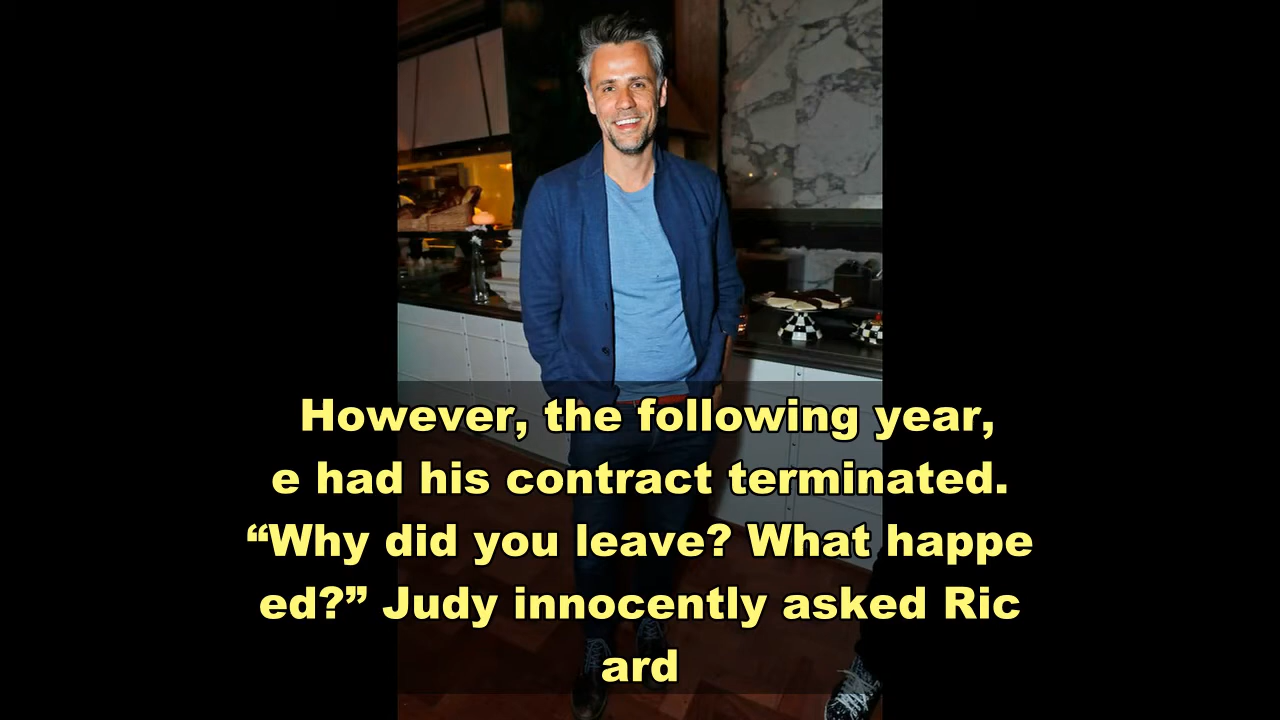 However, the following year,
e had his contract terminated.
“Why did you leave? What happe
ed?” Judy innocently asked Ric
ard